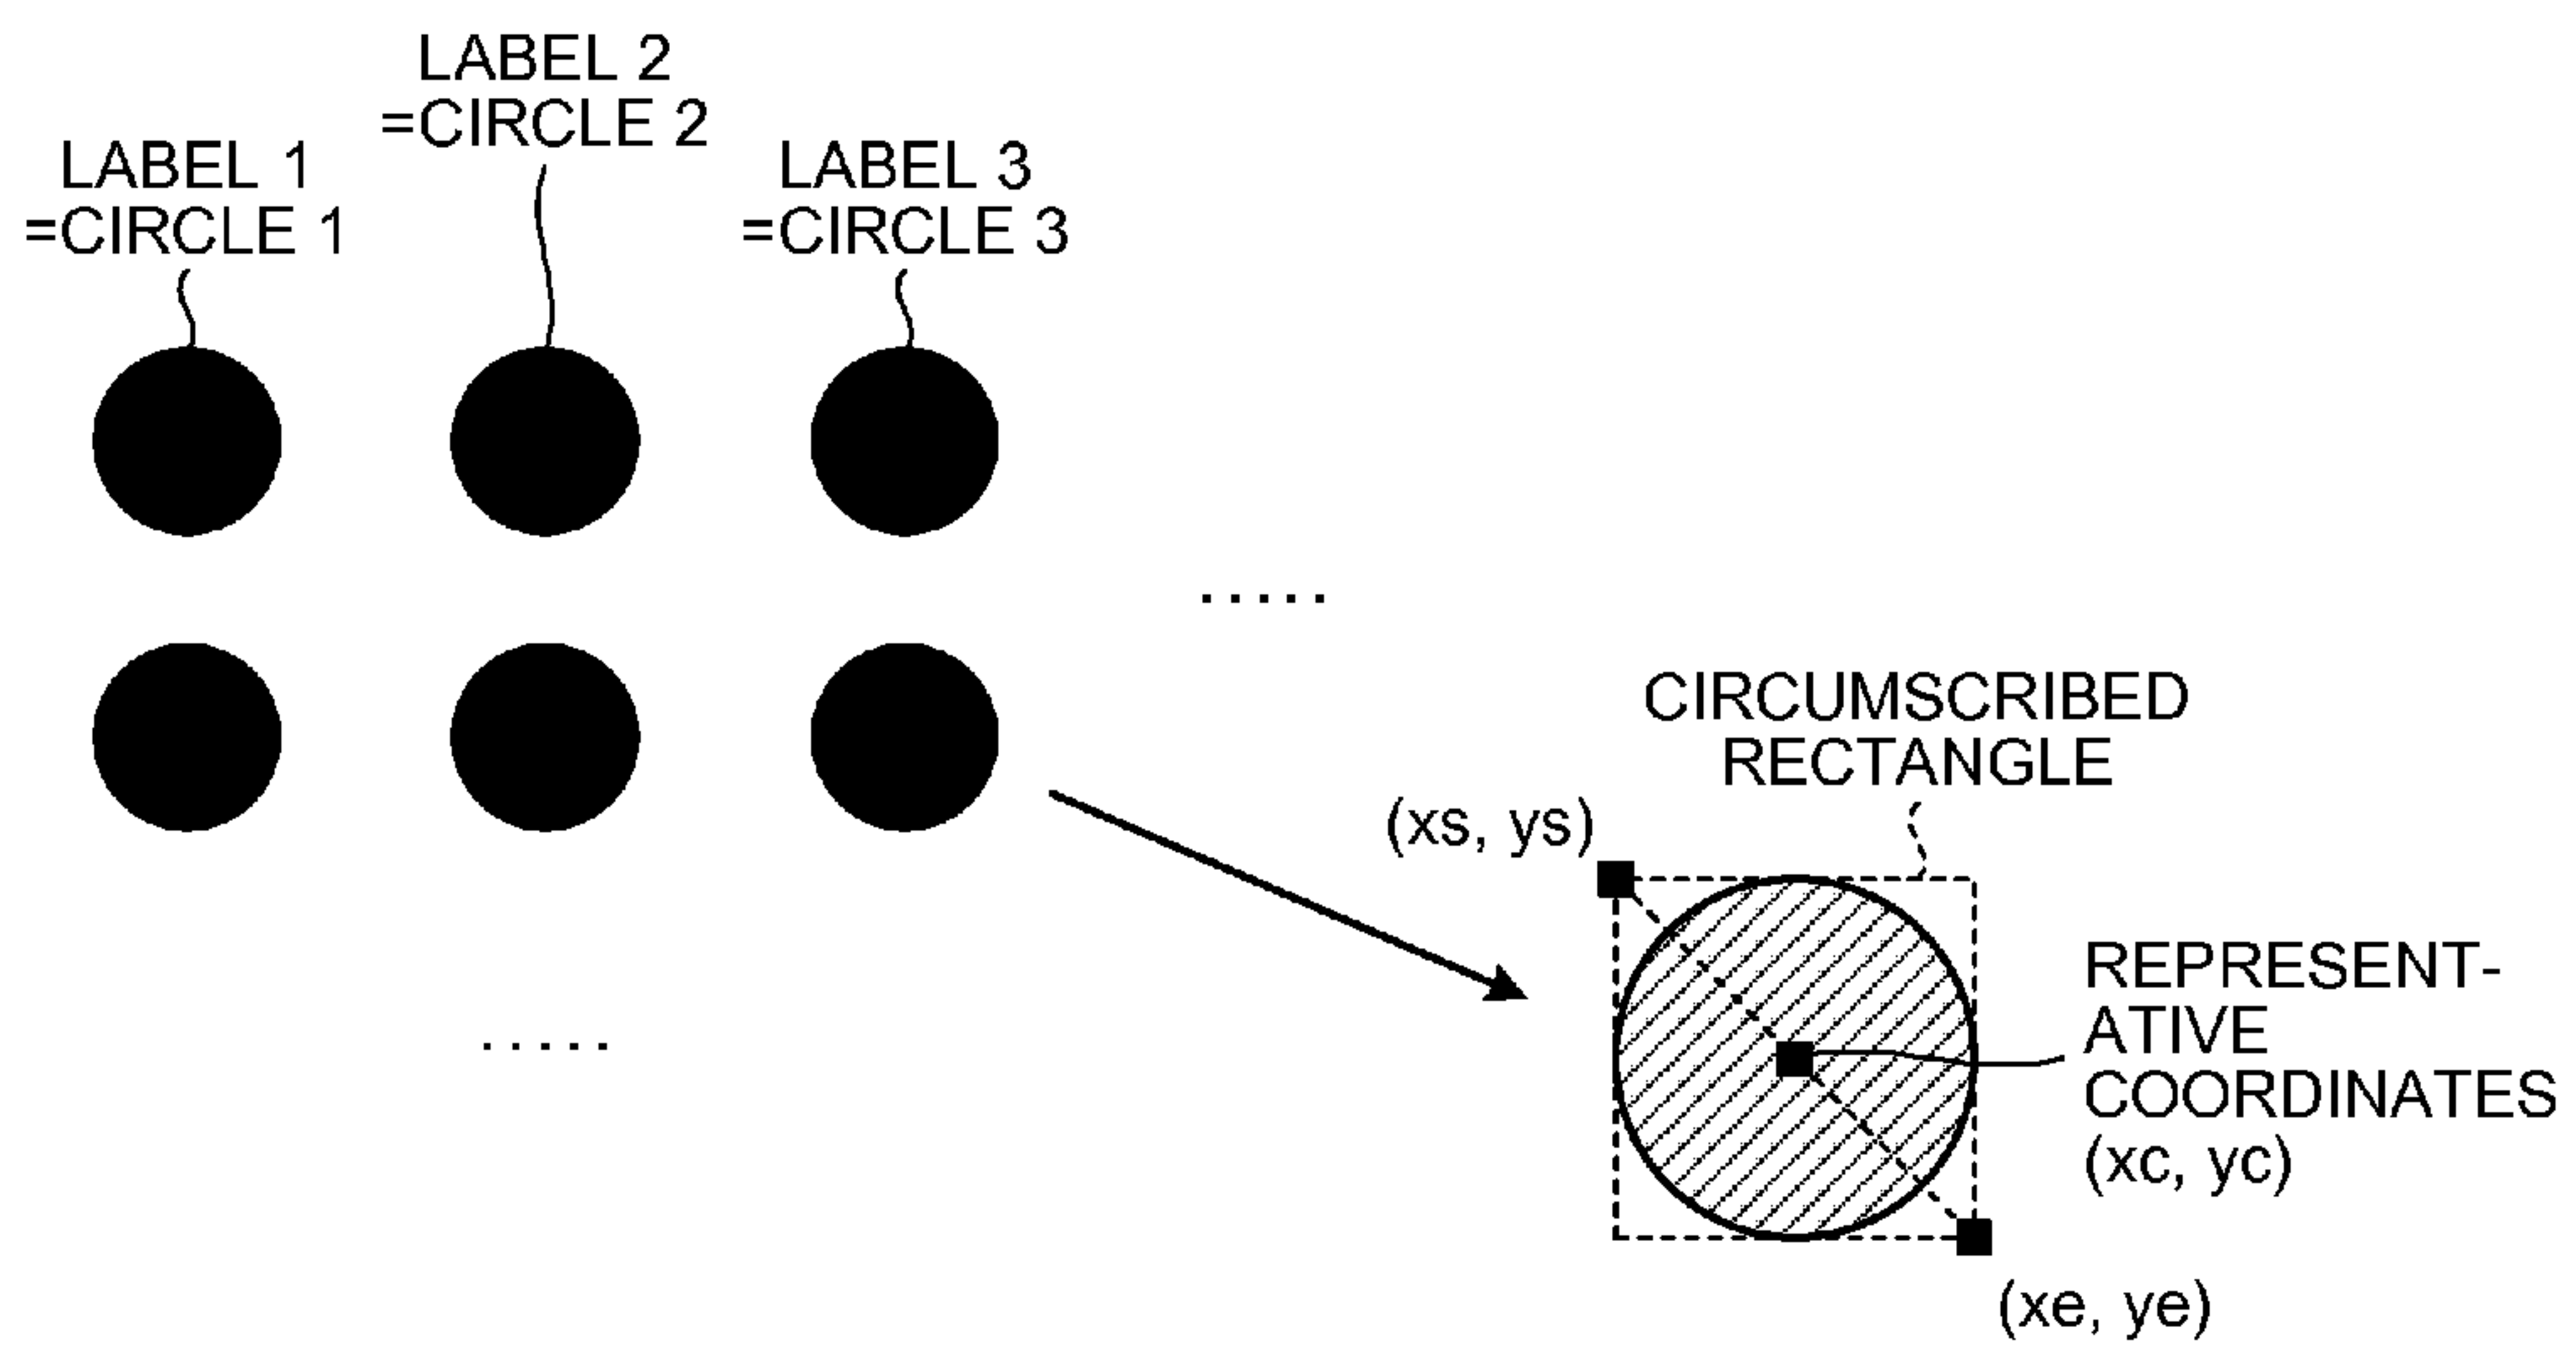 LABEL 1
=CIRCLE 1
LABEL 2
=CIRCLE 2
LABEL 3
=CIRCLE 3
.....
.....
CIRCUMSCRIBED
RECTANGLE
(xs, ys)
REPRESENT-
ATIVE
COORDINATES
(xc, yc)
(xe, ye)